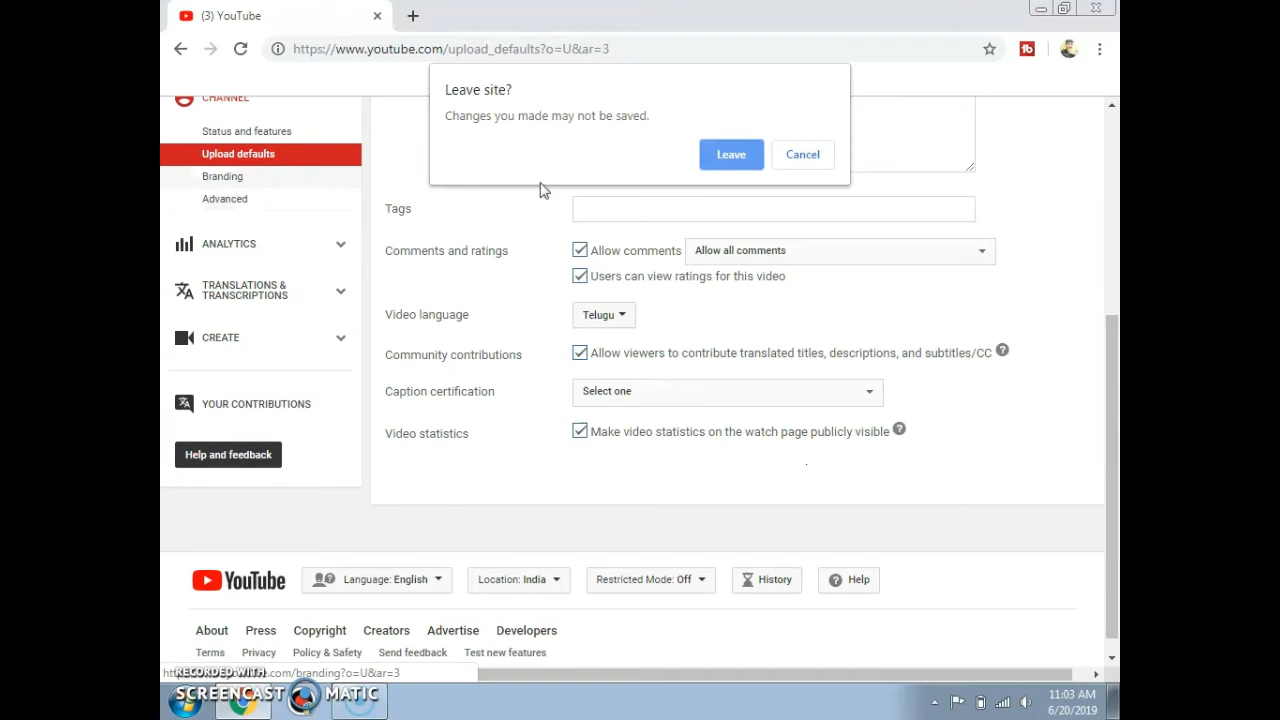 (3) YouTube
https://www.youtube.com/upload_defaults?o=U&ar=3
Leave site?
Changes you made may not be saved.
Leave
Cancel
CHANNEL
Status and features
Upload defaults
Branding
Advanced
ANALYTICS
TRANSLATIONS &
TRANSCRIPTIONS
CREATE
YOUR CONTRIBUTIONS
Help and feedback
Tags
Comments and ratings
Allow comments
Allow all comments
Users can view ratings for this video
Video language
Telugu
Community contributions
Allow viewers to contribute translated titles, descriptions, and subtitles/CC
Caption certification
Select one
Video statistics
Make video statistics on the watch page publicly visible
YouTube
Language: English
Location: India
Restricted Mode: Off
History
Help
About Press Copyright Creators Advertise Developers
Terms Privacy Policy & Safety Send feedback Test new features
.com/branding?o=U&ar=3
RECORDED WITH
SCREENCAST MATIC
11:03 AM
6/20/2019